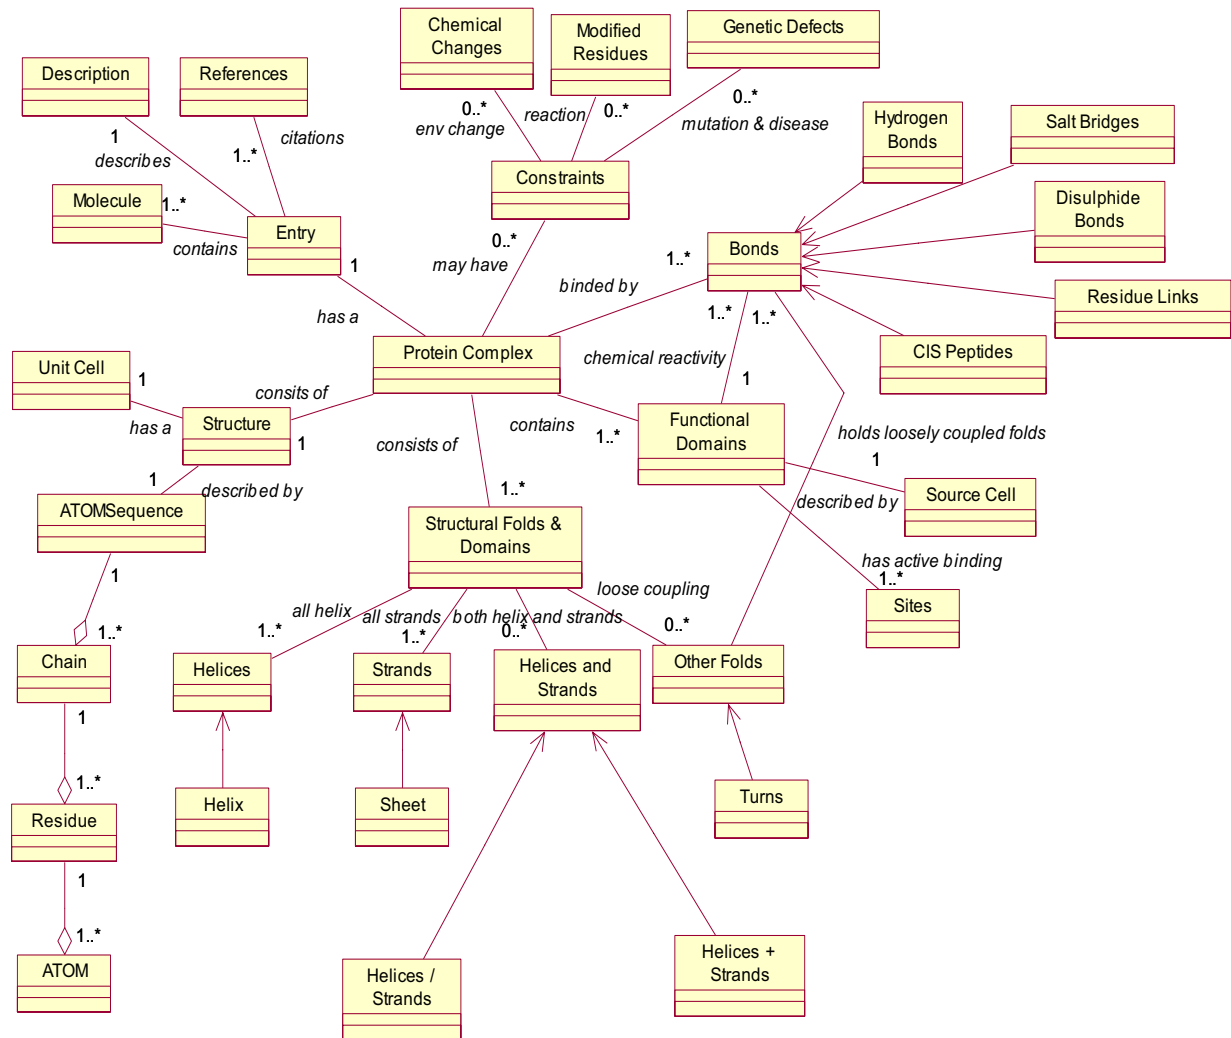 Chemical
Changes
Modified
Residues
Genetic Defects
Description
References
0..*
env change
reaction
0..*
0..*
mutation & disease
1
describes
citations
1..*
Hydrogen
Bonds
Salt Bridges
Molecule
1..*
contains
Entry
1
Constraints
0..*
may have
Disulphide
Bonds
Bonds
1..*
binded by
1..*
1..*
Residue Links
has a
Protein Complex
chemical reactivity
1
CIS Peptides
Unit Cell
1
has a
consits of
Structure
1
consists of
contains
1..*
Functional
Domains
holds loosely coupled folds
1
described by
Source Cell
1
described by
ATOMSequence
1
1..*
Structural Folds &
Domains
has active binding
1..*
Sites
all helix
1..*
all strands
1..*
both helix and strands
0..*
loose coupling
0..*
1..*
Chain
1
Helices
Strands
Helices and
Strands
Other Folds
1..*
Residue
1
Helix
Sheet
Turns
1..*
ATOM
Helices /
Strands
Helices +
Strands